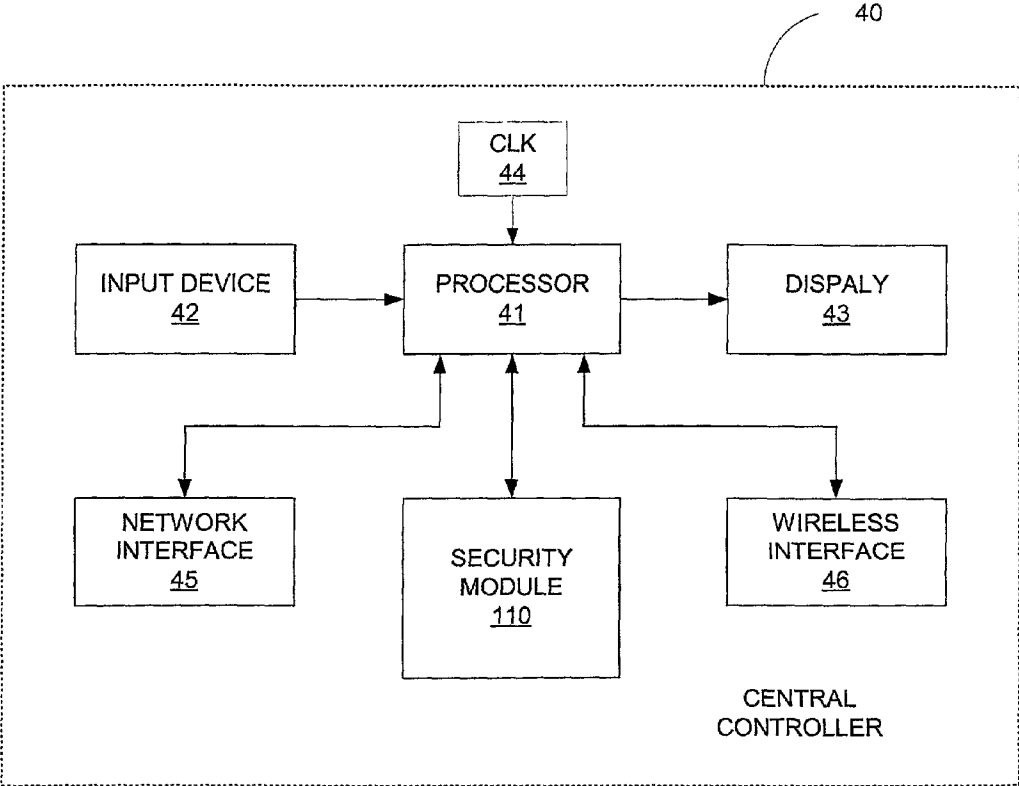 40
CLK
44
INPUT DEVICE
42
PROCESSOR
41
DISPALY
43
NETWORK
INTERFACE
45
SECURITY
MODULE
110
WIRELESS
INTERFACE
46
CENTRAL
CONTROLLER